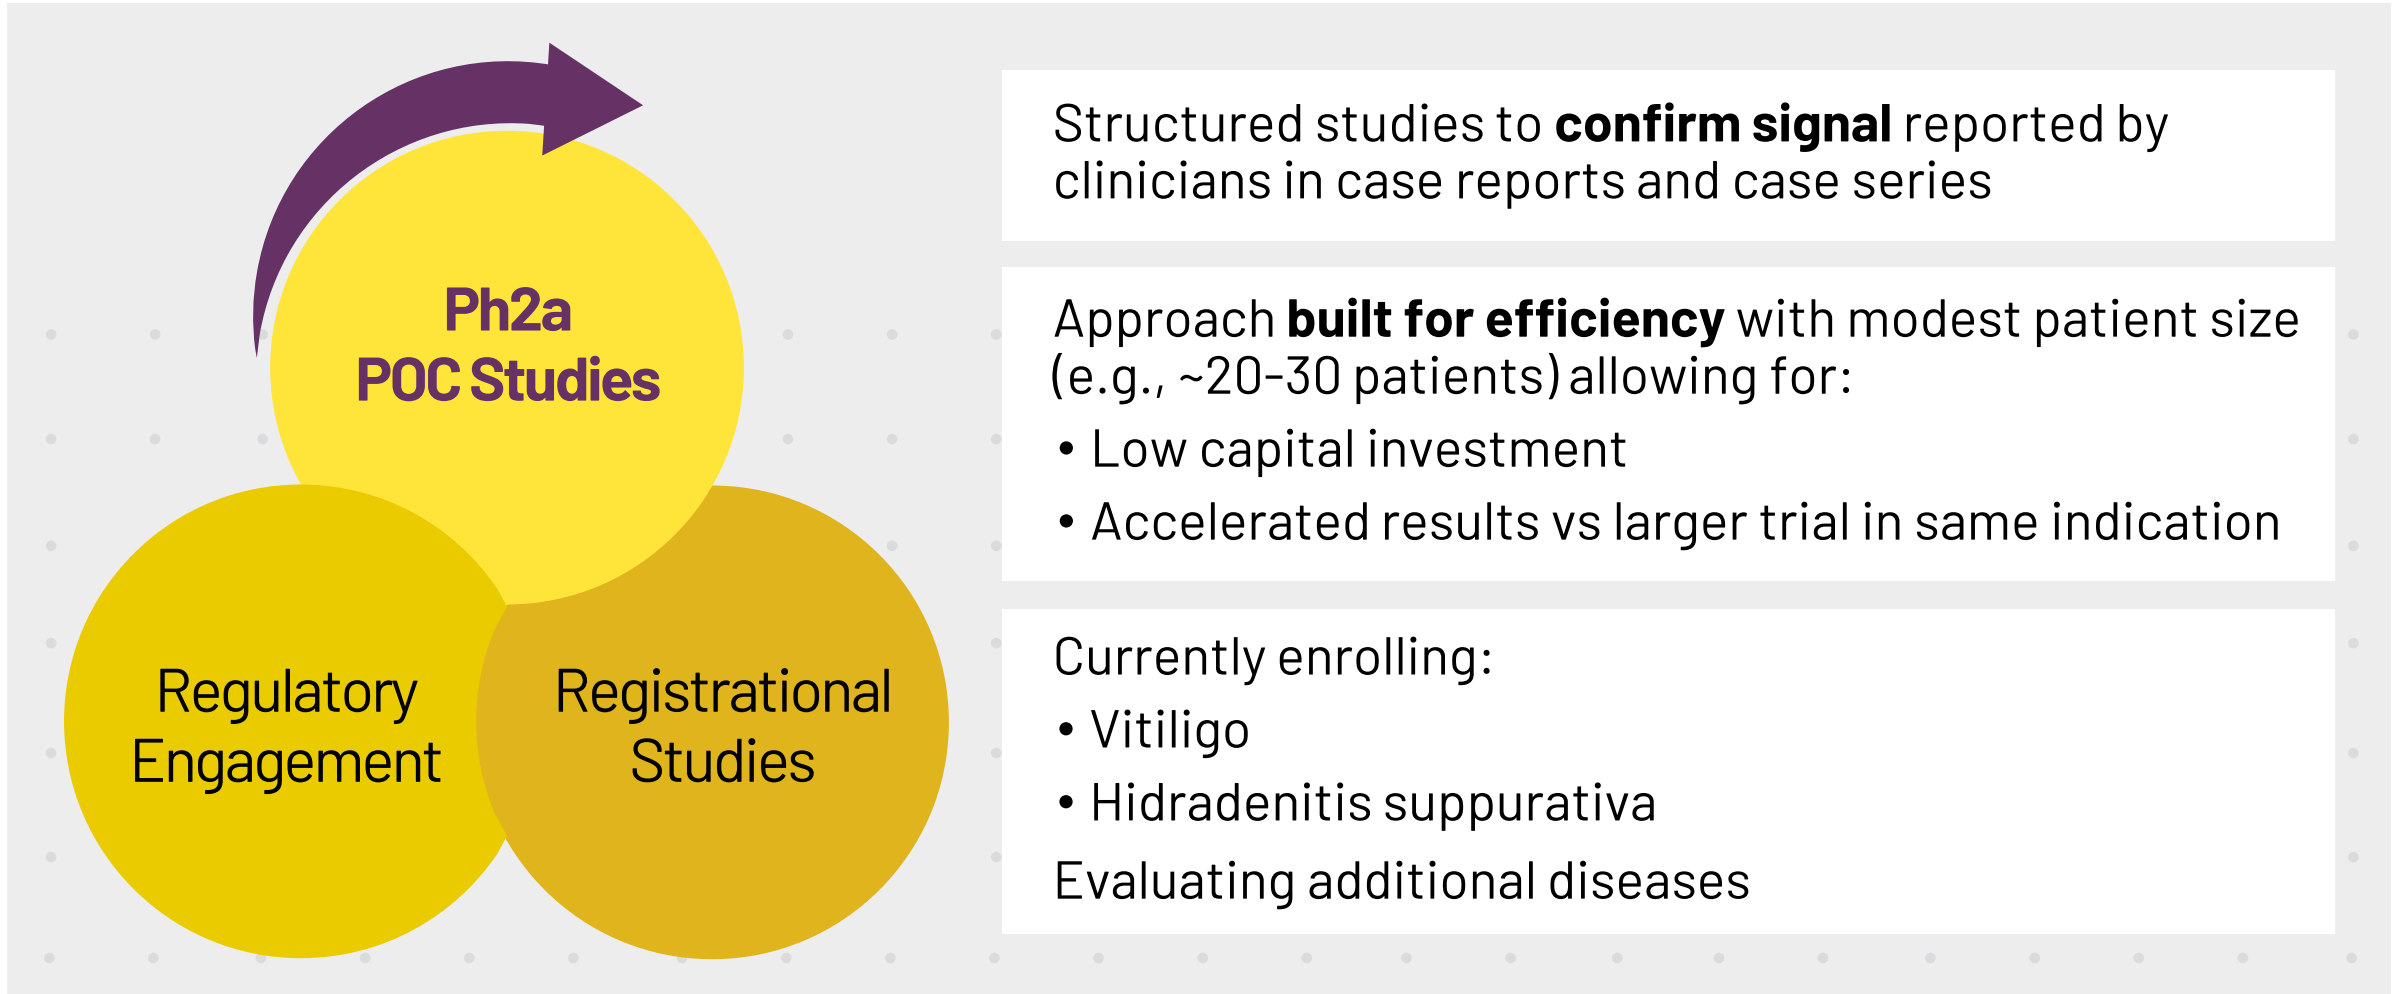 Ph2a
POC Studies
Regulatory
Engagement
Registrational
Studies
Structured studies to confirm signal reported by
clinicians in case reports and case series
Approach built for efficiency with modest patient size
(e.g., ~20-30 patients) allowing for:
• Low capital investment
• Accelerated results vs larger trial in same indication
Currently enrolling:
• Vitiligo
• Hidradenitis suppurativa
Evaluating additional diseases